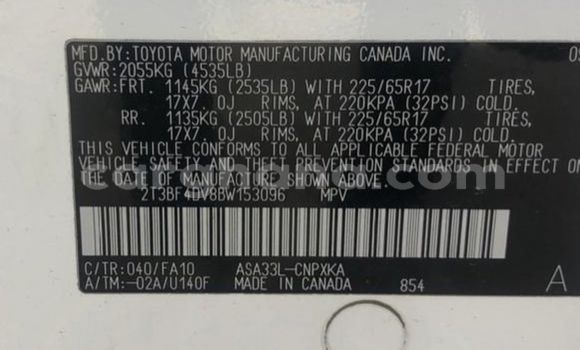 MFD.BY:TOYOTA MOTOR MANUFACTURING CANADA INC.
GVWR:2055KG (4535LB)
GAWR:FRT. 1145KG (2535LB) WITH 225/65R17 TIRES,
17X7 0J RIMS, AT 220KPA (32PSI) COLD.
RR. 1135KG (2505LB) WITH 225/65R17 TIRES,
17X7 0J RIMS, AT 220KPA (32PSI) COLD.
THIS VEHICLE CONFORMS TO ALL APPLICABLE FEDERAL MOTOR
VEHICLE SAFETY AND THEFT PREVENTION STANDARDS IN EFFECT
THE DATE OF MANUFACTURE SHOWN ABOVE.
2T3BF4DV8BW153096 MPV
C/TR:040/FA10 ASA33L-CNPXKA
A/TM:-02A/U140F MADE IN CANADA 854
A